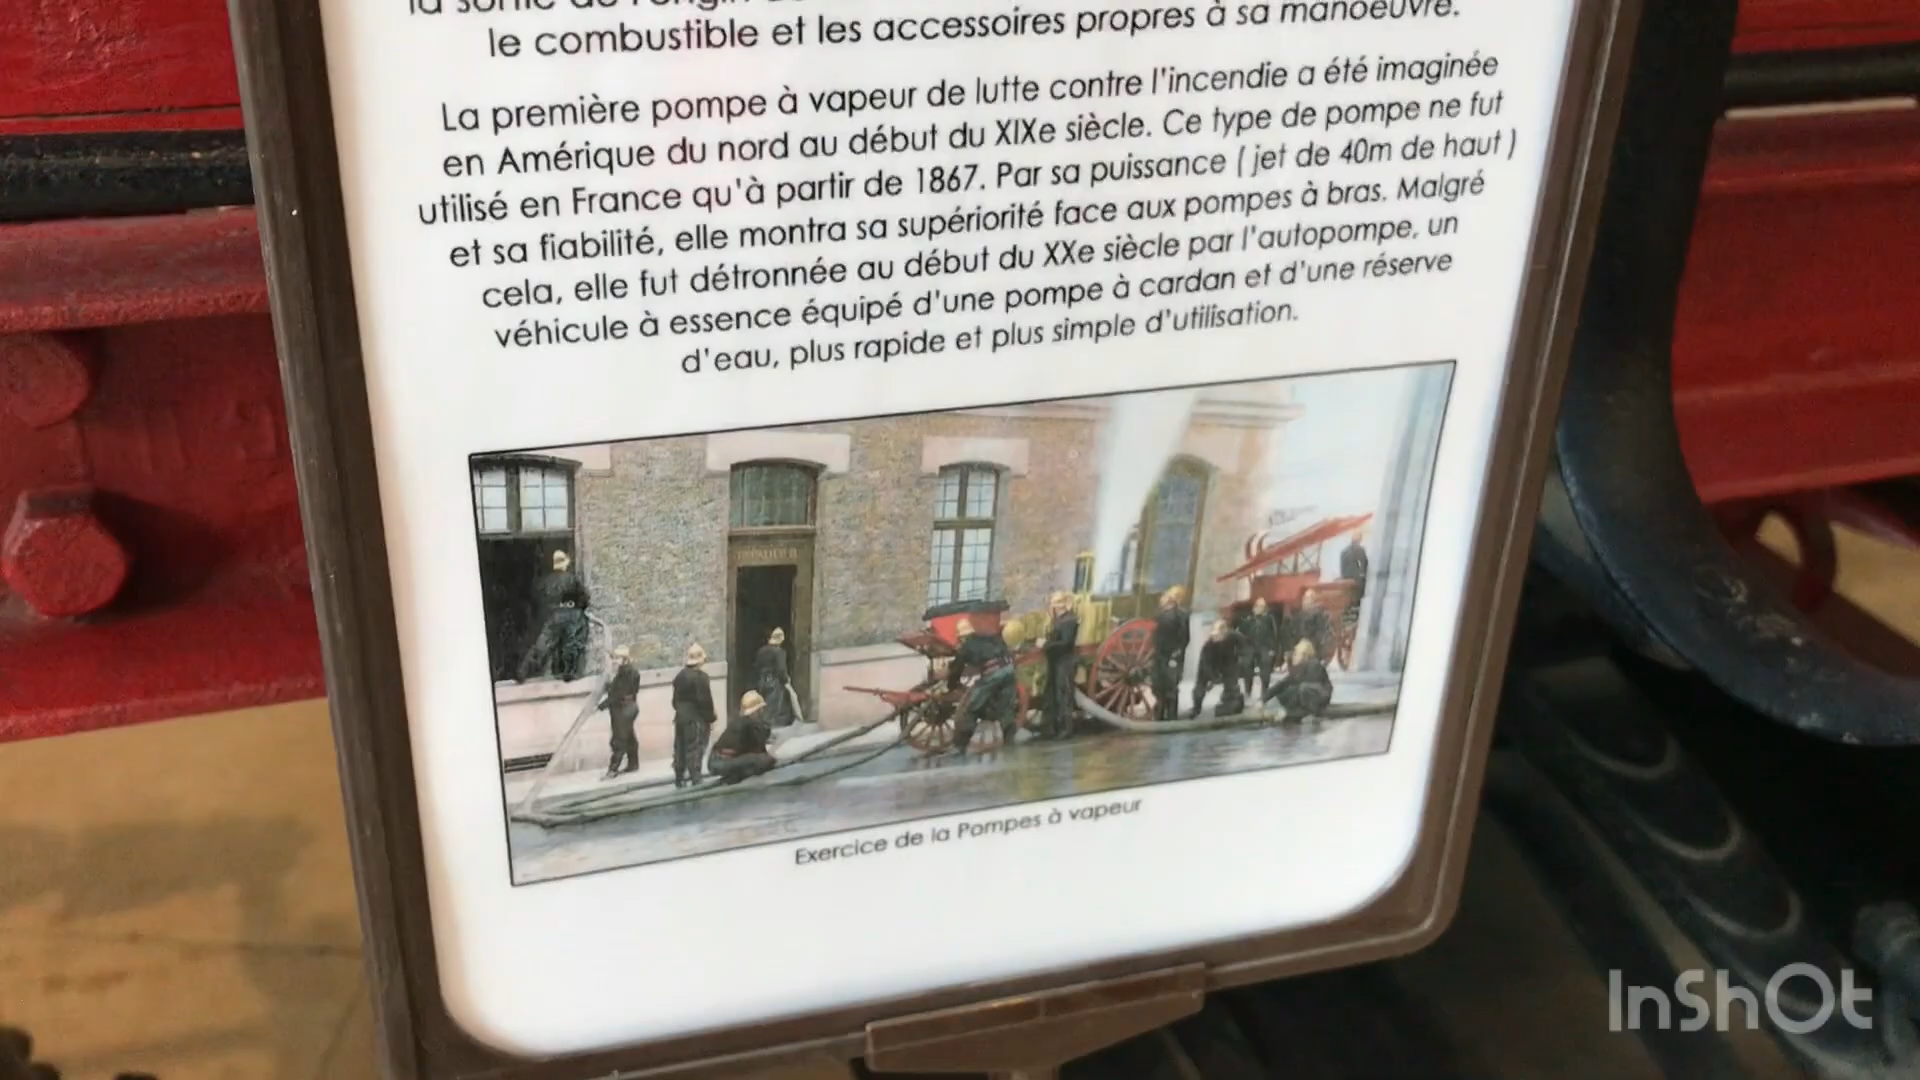 la sortie de l'engin
le combustible et les accessoires propres à sa manoeuvre.
La première pompe à vapeur de lutte contre l'incendie a été imaginée
en Amérique du nord au début du XIXe siècle. Ce type de pompe ne fut
utilisé en France qu'à partir de 1867. Par sa puissance ( jet de 40m de haut )
et sa fiabilité, elle montra sa supériorité face aux pompes à bras. Malgré
cela, elle fut détronnée au début du XXe siècle par l'autopompe, un
véhicule à essence équipé d'une pompe à cardan et d'une réserve
d'eau, plus rapide et plus simple d'utilisation.
Exercice de la Pompes à vapeur
InShOt